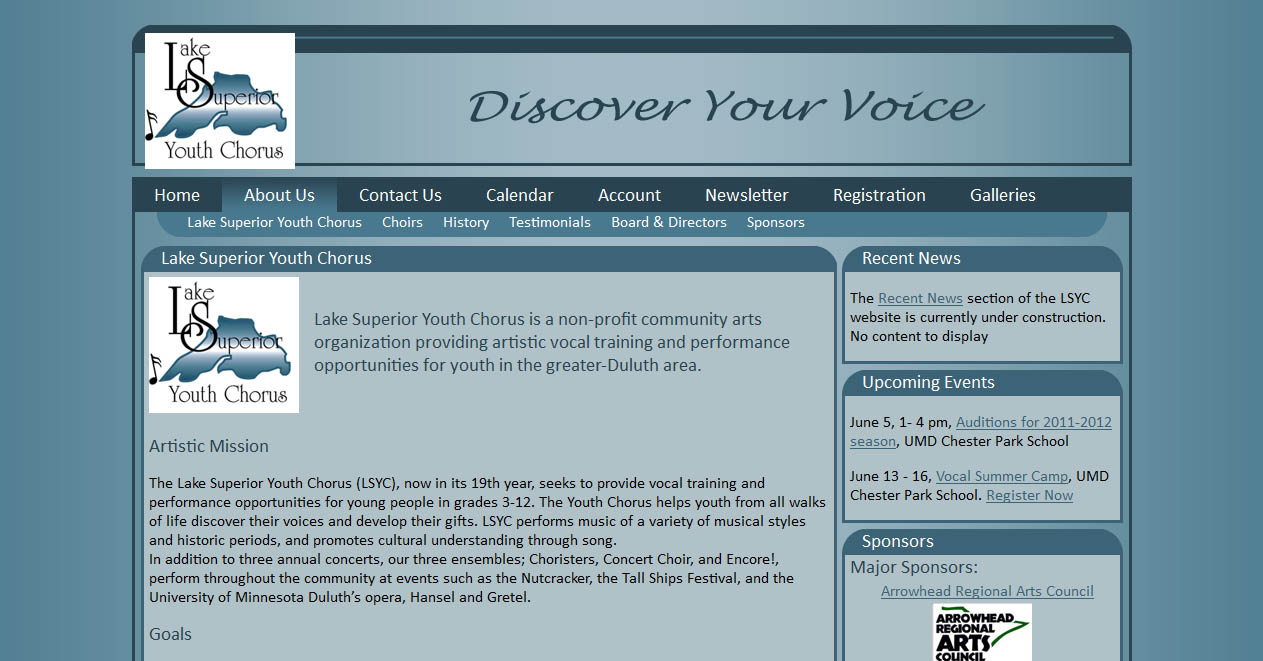 Lake
Superior
Youth Chorus
Discover Your Voice
Home About Us Contact Us Calendar Account Newsletter Registration Galleries
Lake Superior Youth Chorus Choirs History Testimonials Board & Directors Sponsors
Lake Superior Youth Chorus
Lake
Superior
Youth Chorus
Lake Superior Youth Chorus is a non-profit community arts
organization providing artistic vocal training and performance
opportunities for youth in the greater-Duluth area.
Artistic Mission
The Lake Superior Youth Chorus (LSYC), now in its 19th year, seeks to provide vocal training and
performance opportunities for young people in grades 3-12. The Youth Chorus helps youth from all walks
of life discover their voices and develop their gifts. LSYC performs music of a variety of musical styles
and historic periods, and promotes cultural understanding through song.
In addition to three annual concerts, our three ensembles; Choristers, Concert Choir, and Encore!,
perform throughout the community at events such as the Nutcracker, the Tall Ships Festival, and the
University of Minnesota Duluth's opera, Hansel and Gretel.
Goals
Recent News
The Recent News section of the LSYC
website is currently under construction.
No content to display
Upcoming Events
June 5, 1- 4 pm, Auditions for 2011-2012
season, UMD Chester Park School
June 13 - 16, Vocal Summer Camp, UMD
Chester Park School. Register Now
Sponsors
Major Sponsors:
Arrowhead Regional Arts Council
ARROWHEAD
REGIONAL
ARTS
COUNCIL